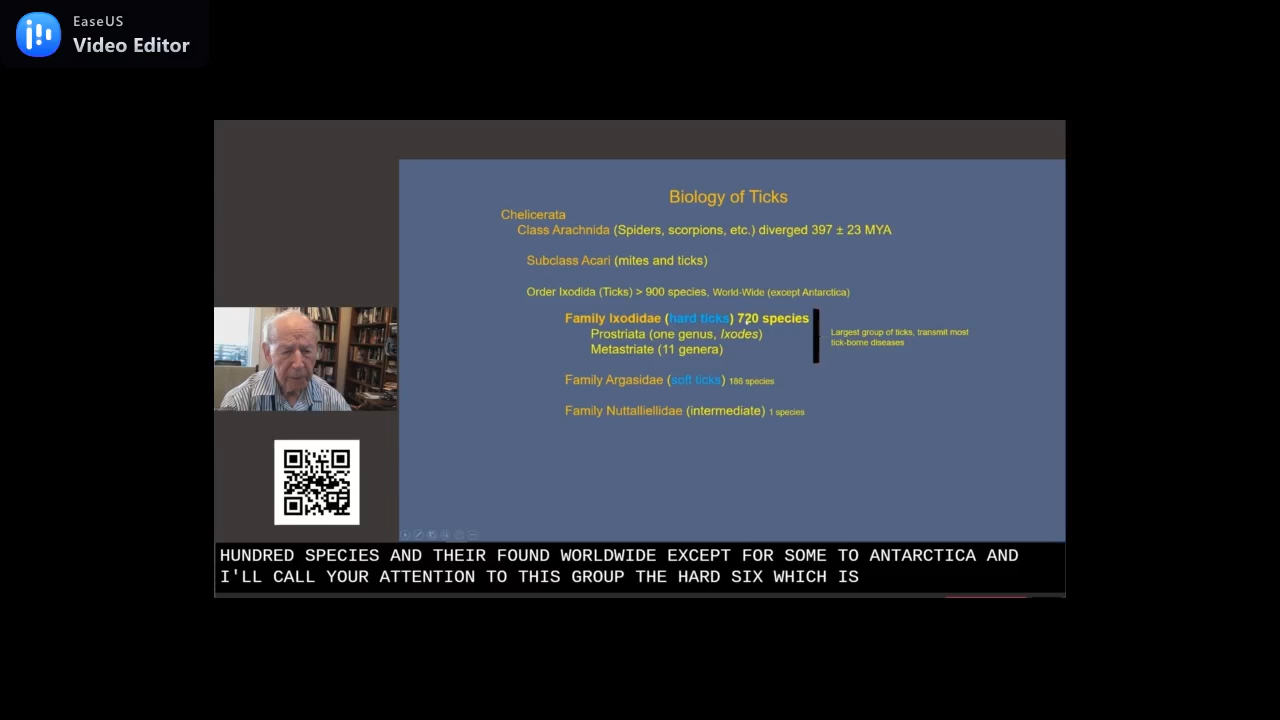 EaseUS
Video Editor
Biology of Ticks
Chelicerata
Class Arachnida (Spiders, scorpions, etc.) diverged 397 ± 23 MYA
Subclass Acari (mites and ticks)
Order Ixodida (Ticks) > 900 species, World-Wide (except Antarctica)
Family Ixodidae (hard ticks) 720 species
Prostriata (one genus, Ixodes)
Metastriate (11 genera)
Largest group of ticks, transmit most
tick-borne diseases
Family Argasidae (soft ticks) 186 species
Family Nuttalliellidae (intermediate) 1 species
HUNDRED SPECIES AND THEIR FOUND WORLDWIDE EXCEPT FOR SOME TO ANTARCTICA AND
I'LL CALL YOUR ATTENTION TO THIS GROUP THE HARD SIX WHICH IS